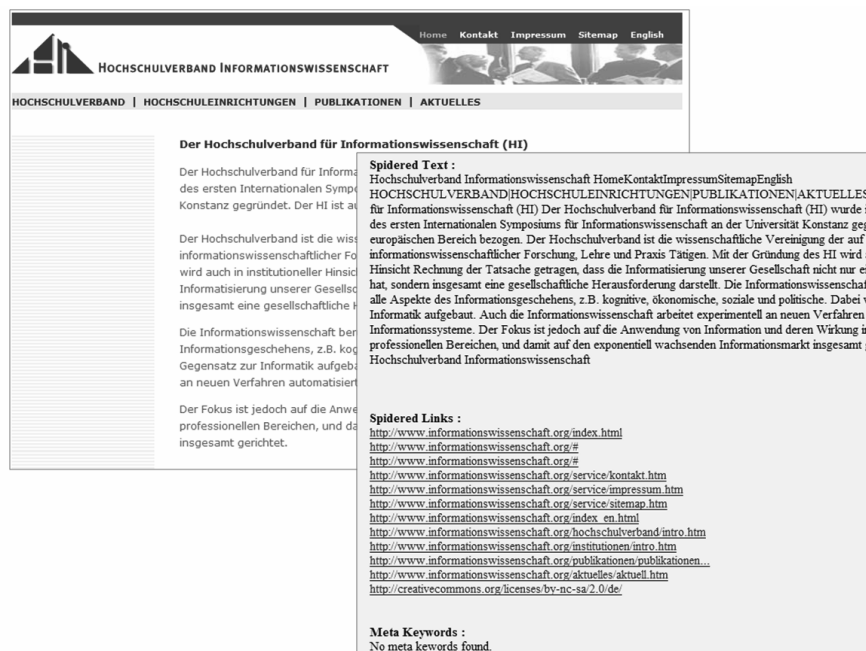 Home Kontakt Impressum Sitemap English
HOCHSCHULVERBAND INFORMATIONSWISSENSCHAFT
HOCHSCHULVERBAND | HOCHSCHULEINRICHTUNGEN | PUBLIKATIONEN | AKTUELLES
Der Hochschulverband für Informationswissenschaft (HI)
Der Hochschulverband für Informa
des ersten Internationalen Sympo
Konstanz gegründet. Der HI ist au
Der Hochschulverband ist die wiss
informationswissenschaftlicher Fo
wird auch in institutioneller Hinsic
Informatisierung unserer Gesellsc
insgesamt eine gesellschaftliche H
Die Informationswissenschaft ber
Informationsgeschehens, z.B. kog
Gegensatz zur Informatik aufgeba
an neuen Verfahren automatisiert
Der Fokus ist jedoch auf die Anwe
professionellen Bereichen, und da
insgesamt gerichtet.
Spidered Text :
Hochschulverband Informationswissenschaft HomeKontaktImpressumSitemapEnglish
HOCHSCHULVERBAND|HOCHSCHULEINRICHTUNGEN|PUBLIKATIONEN|AKTUELLES
für Informationswissenschaft (HI) Der Hochschulverband für Informationswissenschaft (HI) wurde
des ersten Internationalen Symposiums für Informationswissenschaft an der Universität Konstanz geg
europäischen Bereich bezogen. Der Hochschulverband ist die wissenschaftliche Vereinigung der auf
informationswissenschaftlicher Forschung, Lehre und Praxis Tätigen. Mit der Gründung des HI wird
Hinsicht Rechnung der Tatsache getragen, dass die Informatisierung unserer Gesellschaft nicht nur
hat, sondern insgesamt eine gesellschaftliche Herausforderung darstellt. Die Informationswissenschaf
alle Aspekte des Informationsgeschehens, z.B. kognitive, ökonomische, soziale und politische. Dabei
Informatik aufgebaut. Auch die Informationswissenschaft arbeitet experimentell an neuen Verfahren
Informationssysteme. Der Fokus ist jedoch auf die Anwendung von Information und deren Wirkung
professionellen Bereichen, und damit auf den exponentiell wachsenden Informationsmarkt insgesamt
Hochschulverband Informationswissenschaft
Spidered Links :
http://www.informationswissenschaft.org/index.html
http://www.informationswissenschaft.org/#
http://www.informationswissenschaft.org/#
http://www.informationswissenschaft.org/service/kontakt.htm
http://www.informationswissenschaft.org/service/impressum.htm
http://www.informationswissenschaft.org/service/sitemap.htm
http://www.informationswissenschaft.org/index_en.html
http://www.informationswissenschaft.org/hochschulverband/intro.htm
http://www.informationswissenschaft.org/institutionen/intro.htm
http://www.informationswissenschaft.org/publikationen/publikationen...
http://www.informationswissenschaft.org/aktuelles/aktuell.htm
http://creativecommons.org/licenses/by-nc-sa/2.0/de/
Meta Keywords :
No meta kewords found.